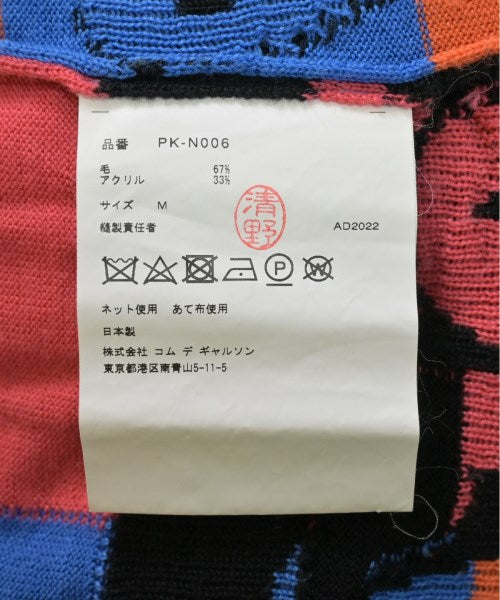 品番 PK-N006
毛 67%
アクリル 33%
サイズ M
清野
縫製責任者 AD2022
ネット使用 あて布使用
日本製
株式会社 コム デ ギャルソン
東京都港区南青山5-11-5